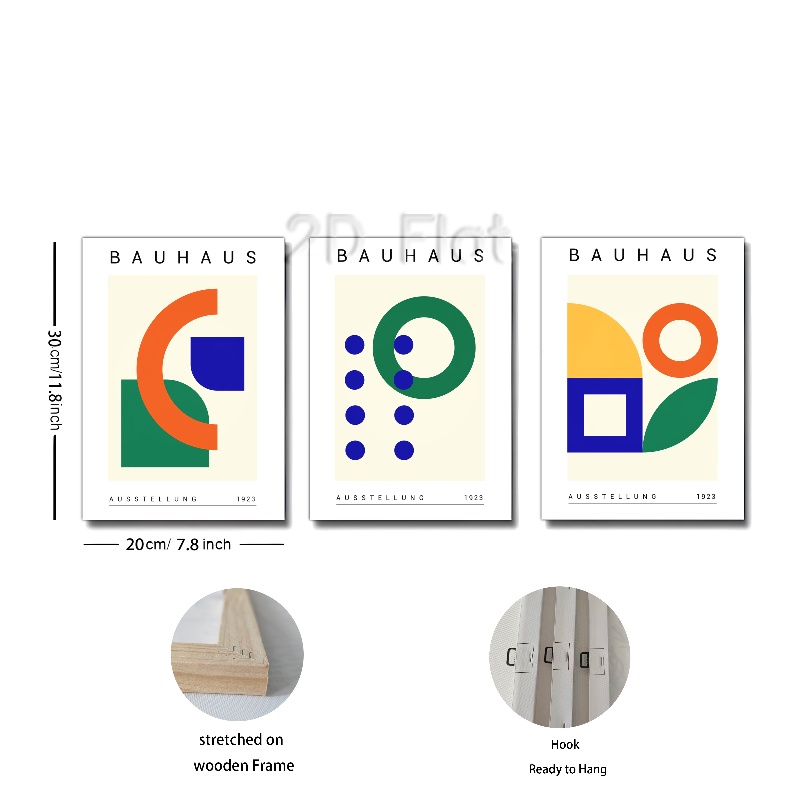 2D Flat
BAUHAUS
BAUHAUS
BAUHAUS
30cm/11.8inch
AUSSTELLUNG 1923
AUSSTELLUNG 1923
AUSSTELLUNG 1923
20cm/ 7.8 inch
stretched on
wooden Frame
Hook
Ready to Hang